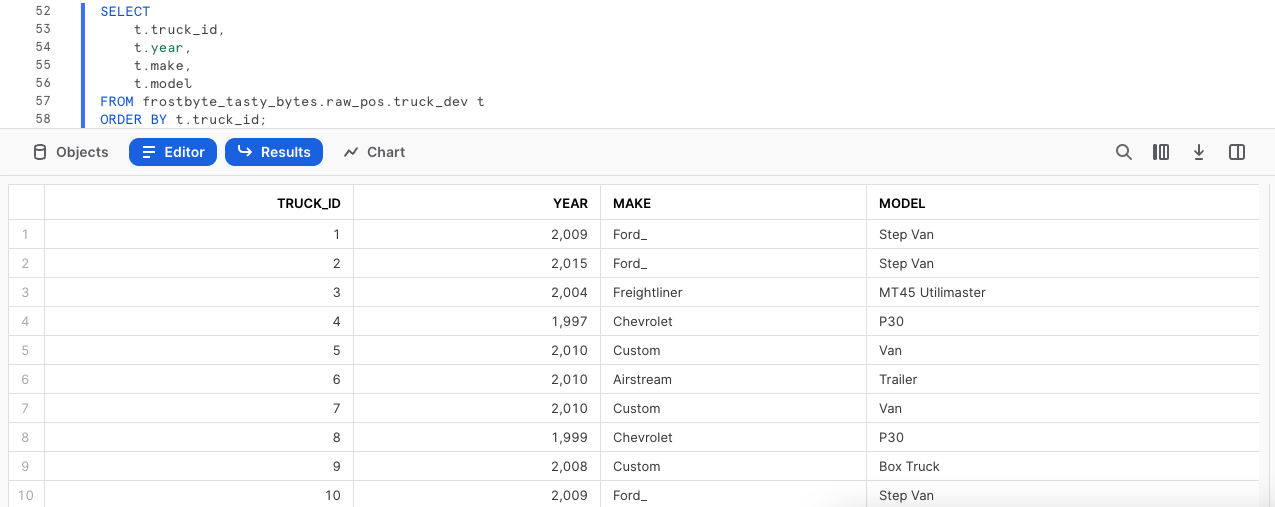 52 SELECT
53 t.truck_id,
54 t.year,
55 t.make,
56 t.model
57 FROM frostbyte_tasty_bytes.raw_pos.truck_dev t
58 ORDER BY t.truck_id;
Objects Editor Results Chart
TRUCK_ID YEAR MAKE MODEL
1 1 2,009 Ford_ Step Van
2 2 2,015 Ford_ Step Van
3 3 2,004 Freightliner MT45 Utilimaster
4 4 1,997 Chevrolet P30
5 5 2,010 Custom Van
6 6 2,010 Airstream Trailer
7 7 2,010 Custom Van
8 8 1,999 Chevrolet P30
9 9 2,008 Custom Box Truck
10 10 2,009 Ford_ Step Van